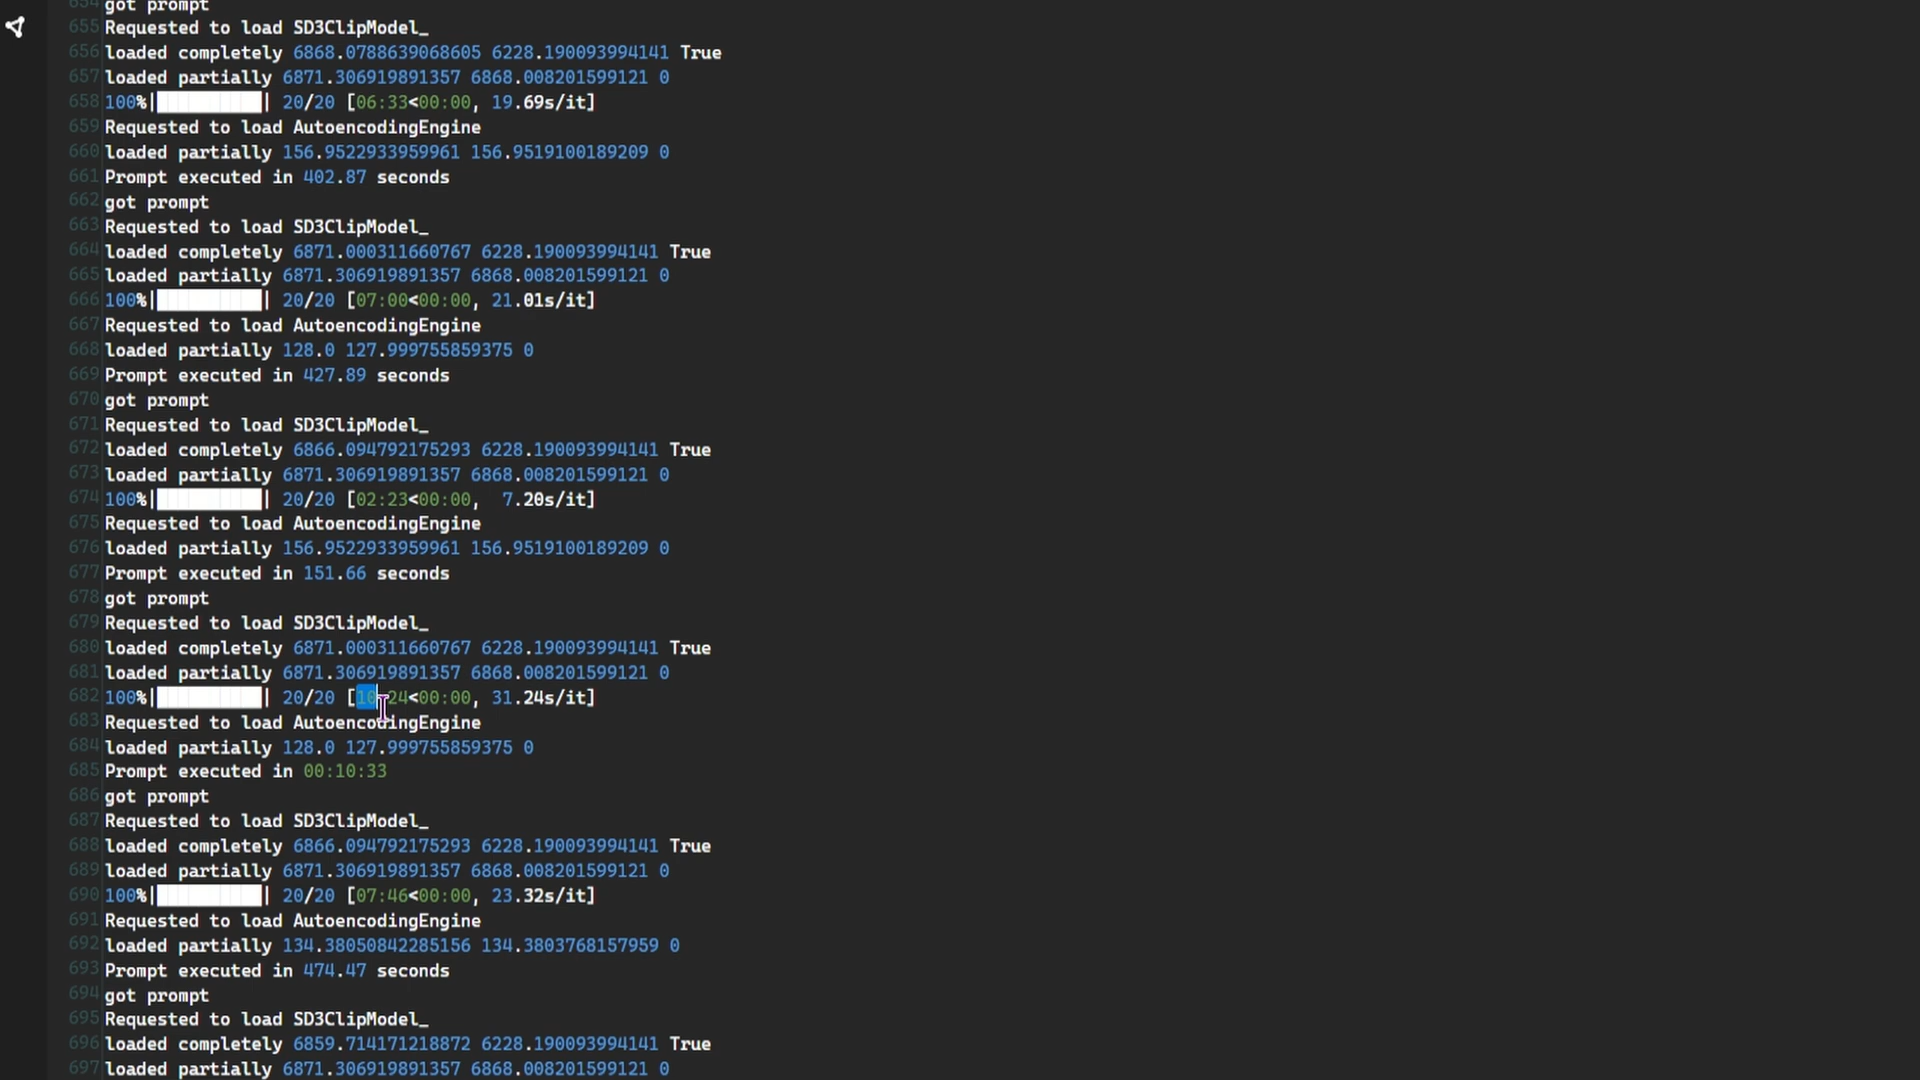 654 got prompt
655 Requested to load SD3ClipModel_
656 loaded completely 6868.0788639068605 6228.190093994141 True
657 loaded partially 6871.306919891357 6868.008201599121 0
658 100%|██████████| 20/20 [06:33<00:00, 19.69s/it]
659 Requested to load AutoencodingEngine
660 loaded partially 156.9522933959961 156.9519100189209 0
661 Prompt executed in 402.87 seconds
662 got prompt
663 Requested to load SD3ClipModel_
664 loaded completely 6871.000311660767 6228.190093994141 True
665 loaded partially 6871.306919891357 6868.008201599121 0
666 100%|██████████| 20/20 [07:00<00:00, 21.01s/it]
667 Requested to load AutoencodingEngine
668 loaded partially 128.0 127.999755859375 0
669 Prompt executed in 427.89 seconds
670 got prompt
671 Requested to load SD3ClipModel_
672 loaded completely 6866.094792175293 6228.190093994141 True
673 loaded partially 6871.306919891357 6868.008201599121 0
674 100%|██████████| 20/20 [02:23<00:00,  7.20s/it]
675 Requested to load AutoencodingEngine
676 loaded partially 156.9522933959961 156.9519100189209 0
677 Prompt executed in 151.66 seconds
678 got prompt
679 Requested to load SD3ClipModel_
680 loaded completely 6871.000311660767 6228.190093994141 True
681 loaded partially 6871.306919891357 6868.008201599121 0
682 100%|██████████| 20/20 [10:24<00:00, 31.24s/it]
683 Requested to load AutoencodingEngine
684 loaded partially 128.0 127.999755859375 0
685 Prompt executed in 00:10:33
686 got prompt
687 Requested to load SD3ClipModel_
688 loaded completely 6866.094792175293 6228.190093994141 True
689 loaded partially 6871.306919891357 6868.008201599121 0
690 100%|██████████| 20/20 [07:46<00:00, 23.32s/it]
691 Requested to load AutoencodingEngine
692 loaded partially 134.38050842285156 134.3803768157959 0
693 Prompt executed in 474.47 seconds
694 got prompt
695 Requested to load SD3ClipModel_
696 loaded completely 6859.714171218872 6228.190093994141 True
697 loaded partially 6871.306919891357 6868.008201599121 0